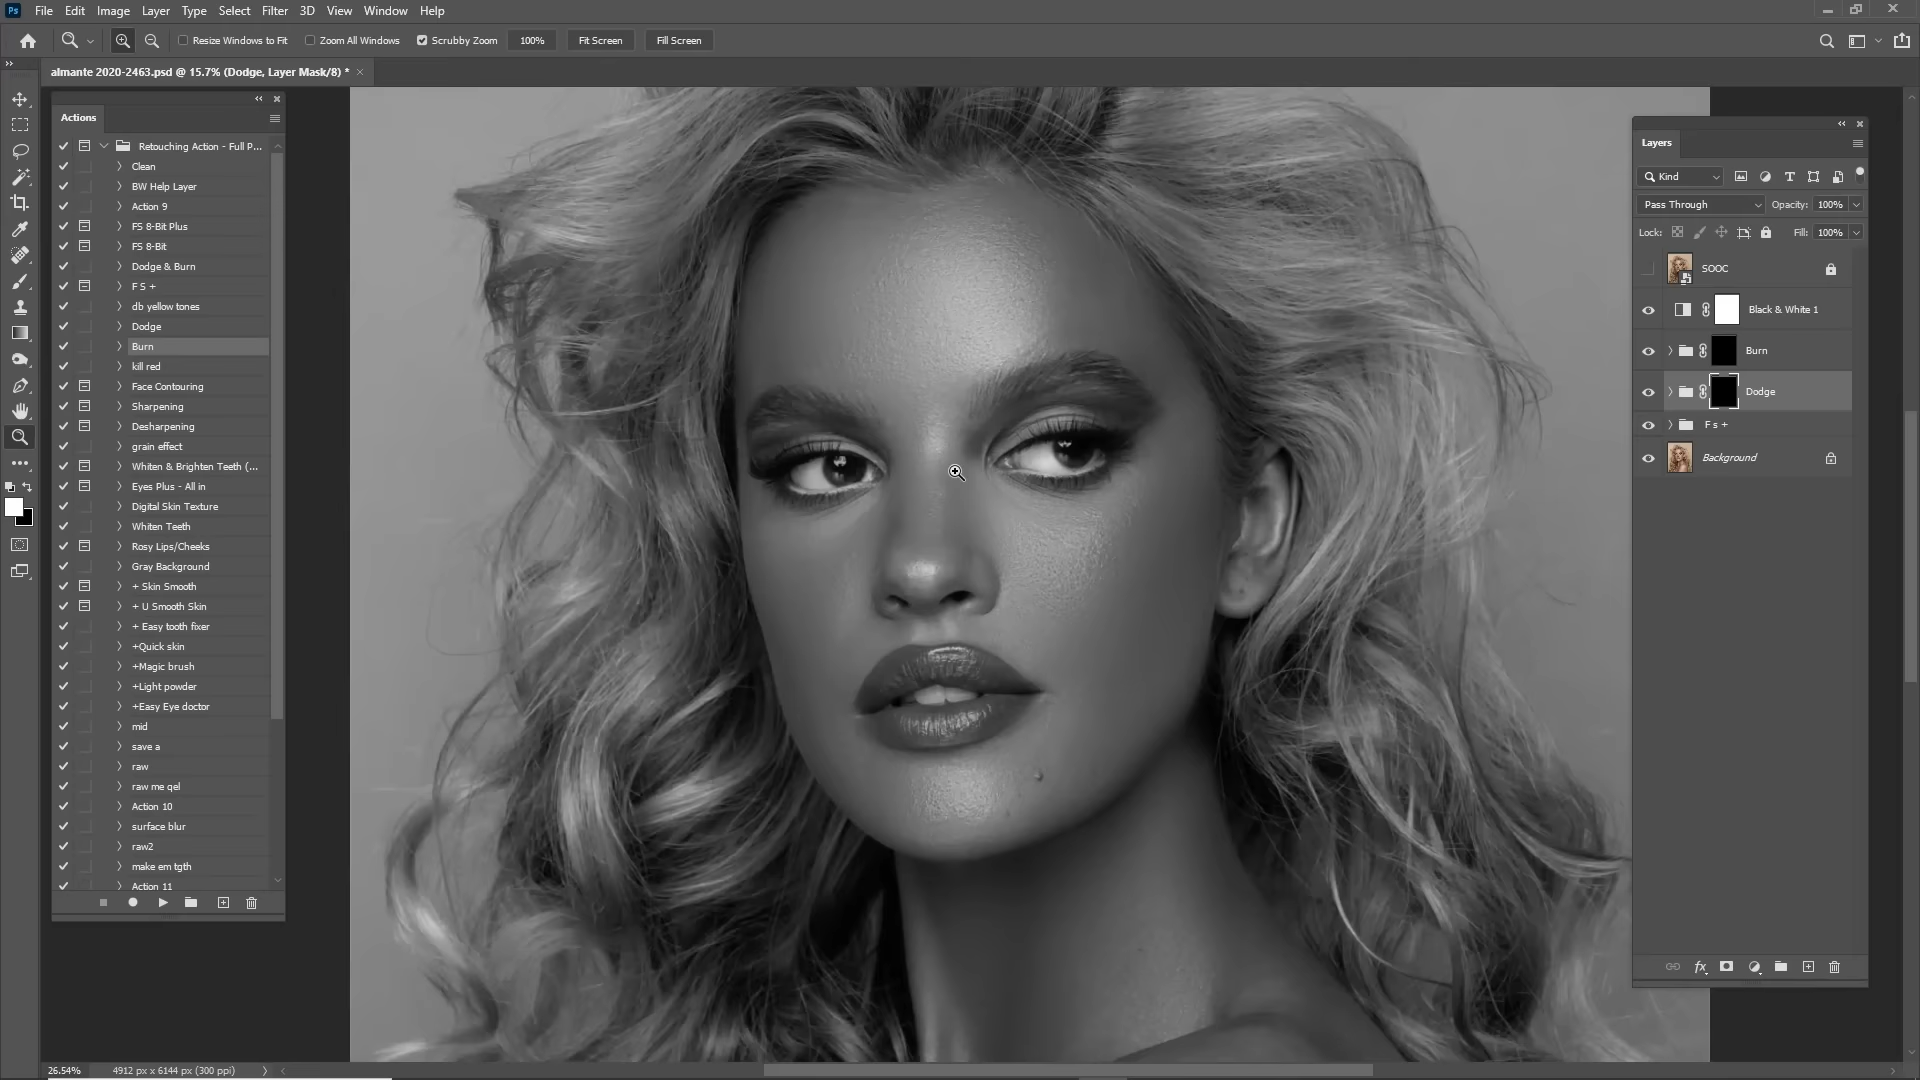 Ps File Edit Image Layer Type Select Filter 3D View Window Help
Resize Windows to Fit Zoom All Windows Scrubby Zoom 100% Fit Screen Fill Screen
almante 2020-2463.psd @ 15.7% (Dodge, Layer Mask/8) *
Actions
Retouching Action - Full P...
Clean
BW Help Layer
Action 9
FS 8-Bit Plus
FS 8-Bit
Dodge & Burn
F S +
db yellow tones
Dodge
Burn
kill red
Face Contouring
Sharpening
Desharpening
grain effect
Whiten & Brighten Teeth (...
Eyes Plus - All in
Digital Skin Texture
Whiten Teeth
Rosy Lips/Cheeks
Gray Background
+ Skin Smooth
+ U Smooth Skin
+ Easy tooth fixer
+Quick skin
+Magic brush
+Light powder
+Easy Eye doctor
mid
save a
raw
raw me qel
Action 10
surface blur
raw2
make em tgth
Action 11
Layers
Kind
Pass Through Opacity: 100%
Lock: Fill: 100%
SOOC
Black & White 1
Burn
Dodge
F s +
Background
26.54% 4912 px x 6144 px (300 ppi)